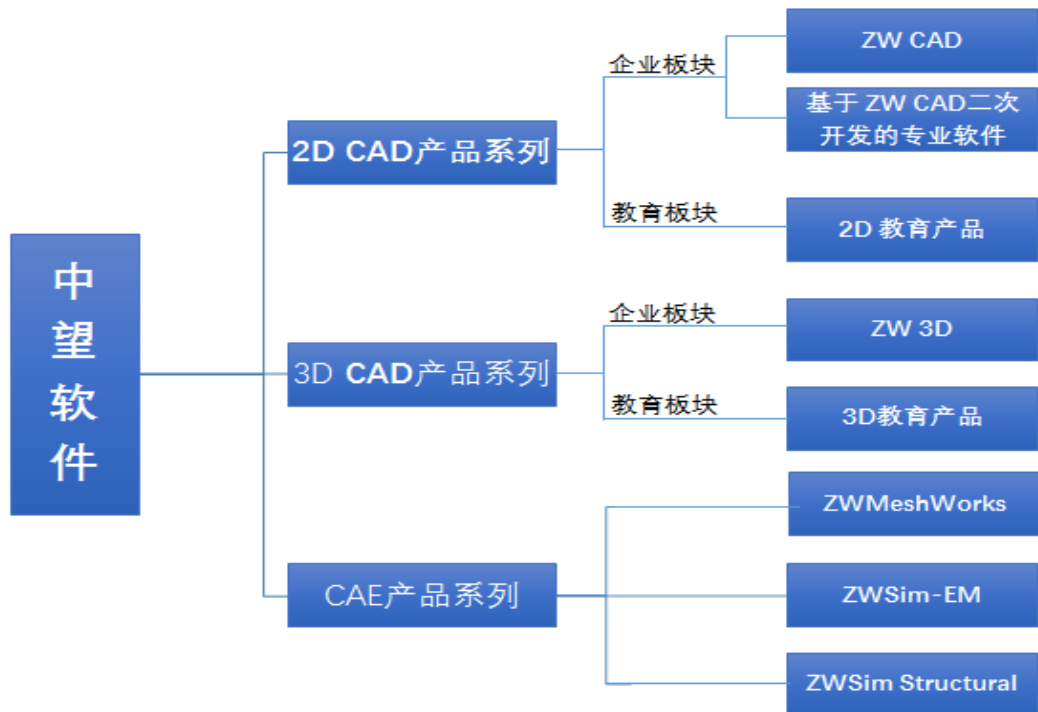 中
望
软
件
2D CAD产品系列
企业板块
ZW CAD
基于 ZW CAD二次
开发的专业软件
教育板块
2D 教育产品
3D CAD产品系列
企业板块
ZW 3D
教育板块
3D教育产品
CAE产品系列
ZWMeshWorks
ZWSim-EM
ZWSim Structural